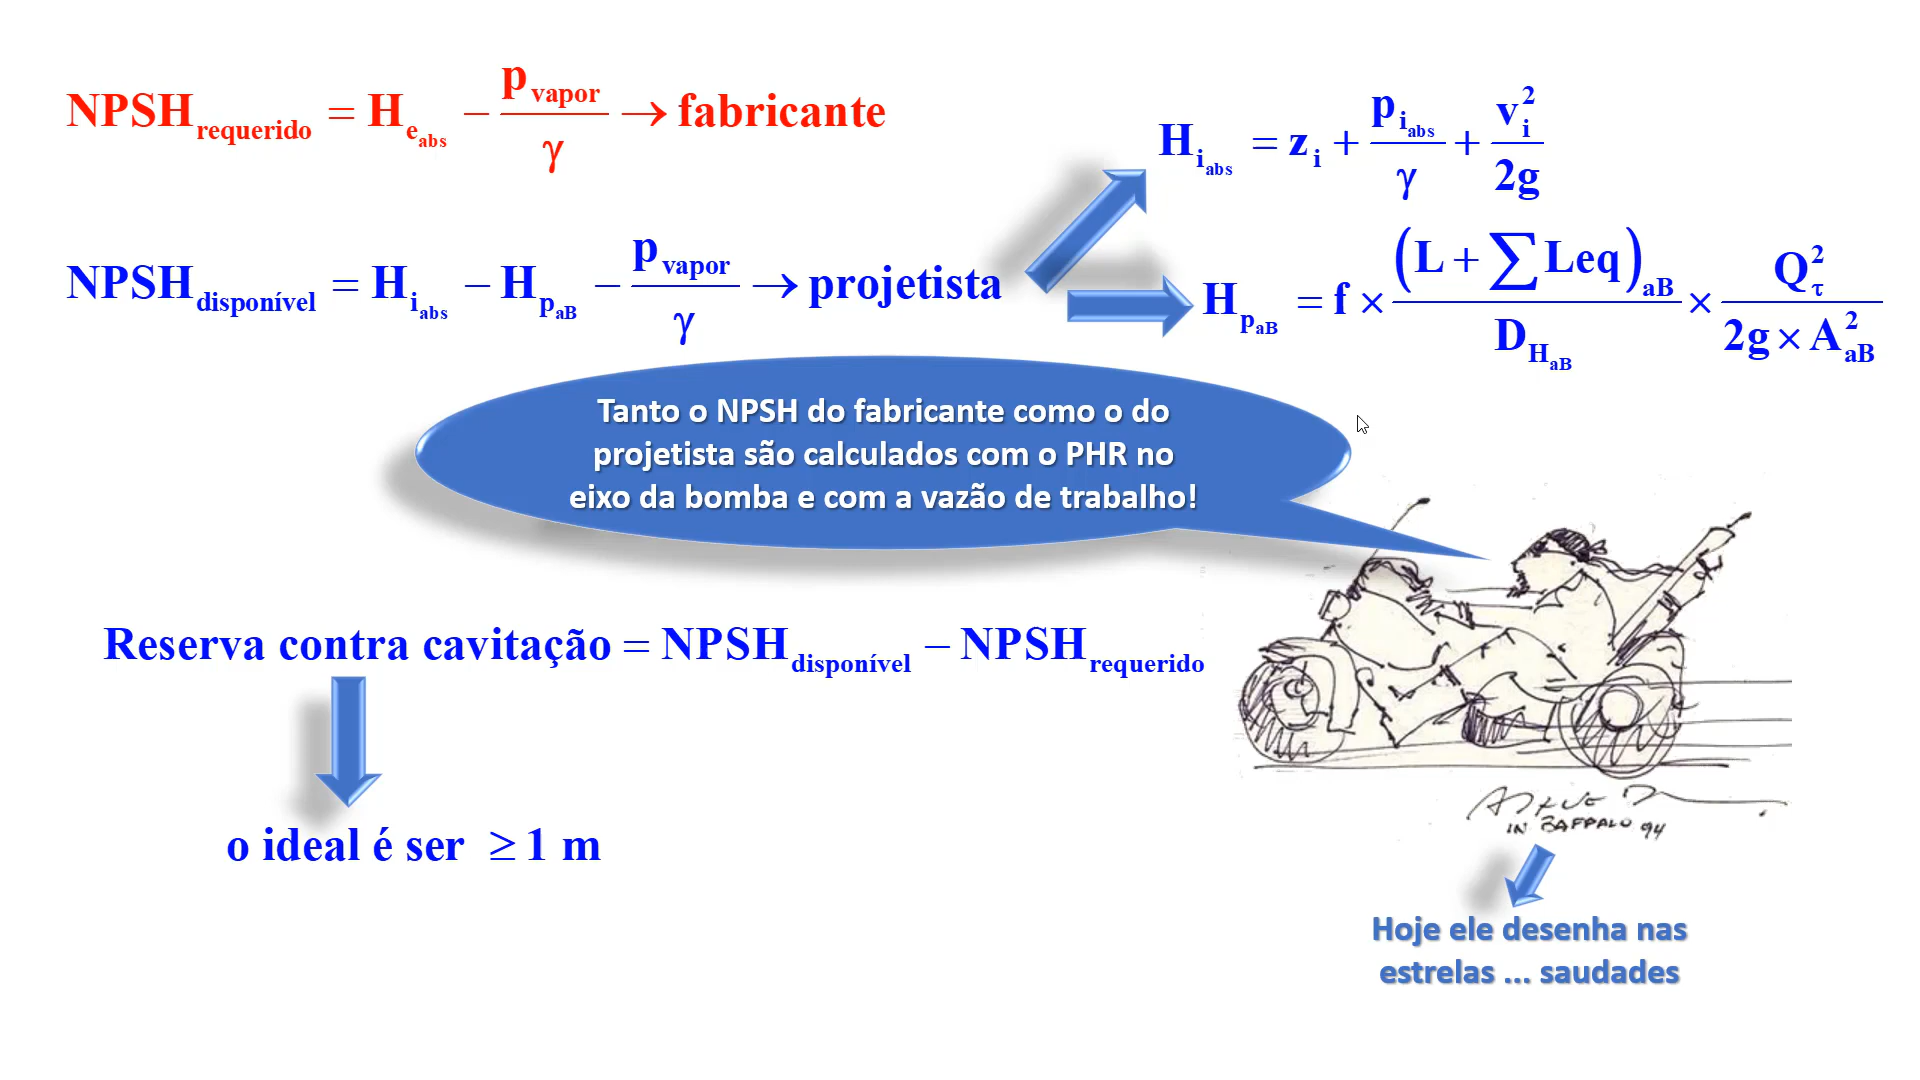 NPSH requerido = H e abs − p vapor / γ → fabricante
H i abs = z i + p i abs / γ + v i ² / 2g
NPSH disponível = H i abs − H p aB − p vapor / γ → projetista
H p aB = f × (L + ∑ Leq) aB / D H aB × Q τ ² / 2g × A aB ²
Tanto o NPSH do fabricante como o do
projetista são calculados com o PHR no
eixo da bomba e com a vazão de trabalho!
Reserva contra cavitação = NPSH disponível − NPSH requerido
o ideal é ser ≥ 1 m
Hoje ele desenha nas
estrelas ... saudades